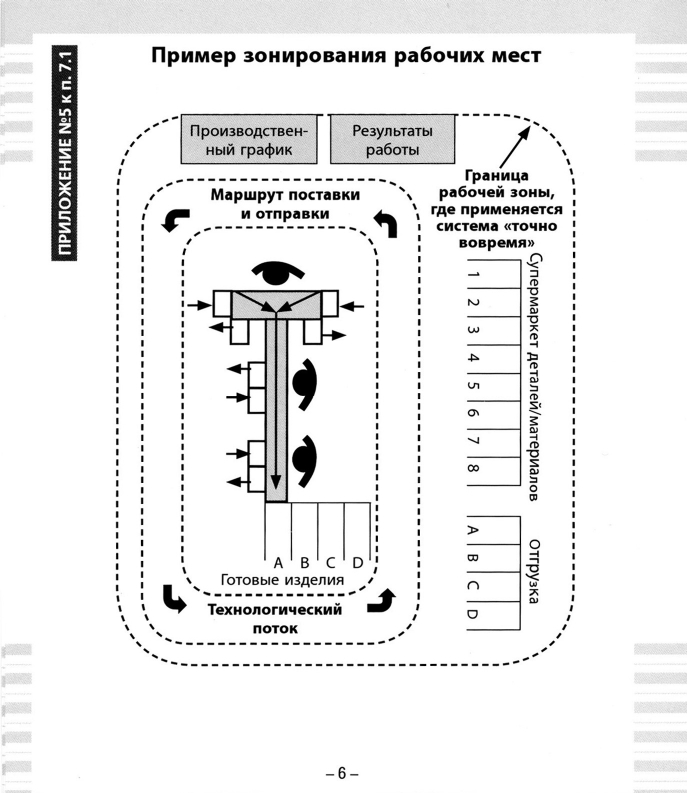 ПРИЛОЖЕНИЕ №5 к п. 7.1
Пример зонирования рабочих мест
Производствен-
ный график
Результаты
работы
Граница
рабочей зоны,
где применяется
система «точно
вовремя»
Маршрут поставки
и отправки
Супермаркет деталей/материалов
1
2
3
4
5
6
7
8
A B C D
Готовые изделия
Отгрузка
A
B
C
D
Технологический
поток
– 6 –